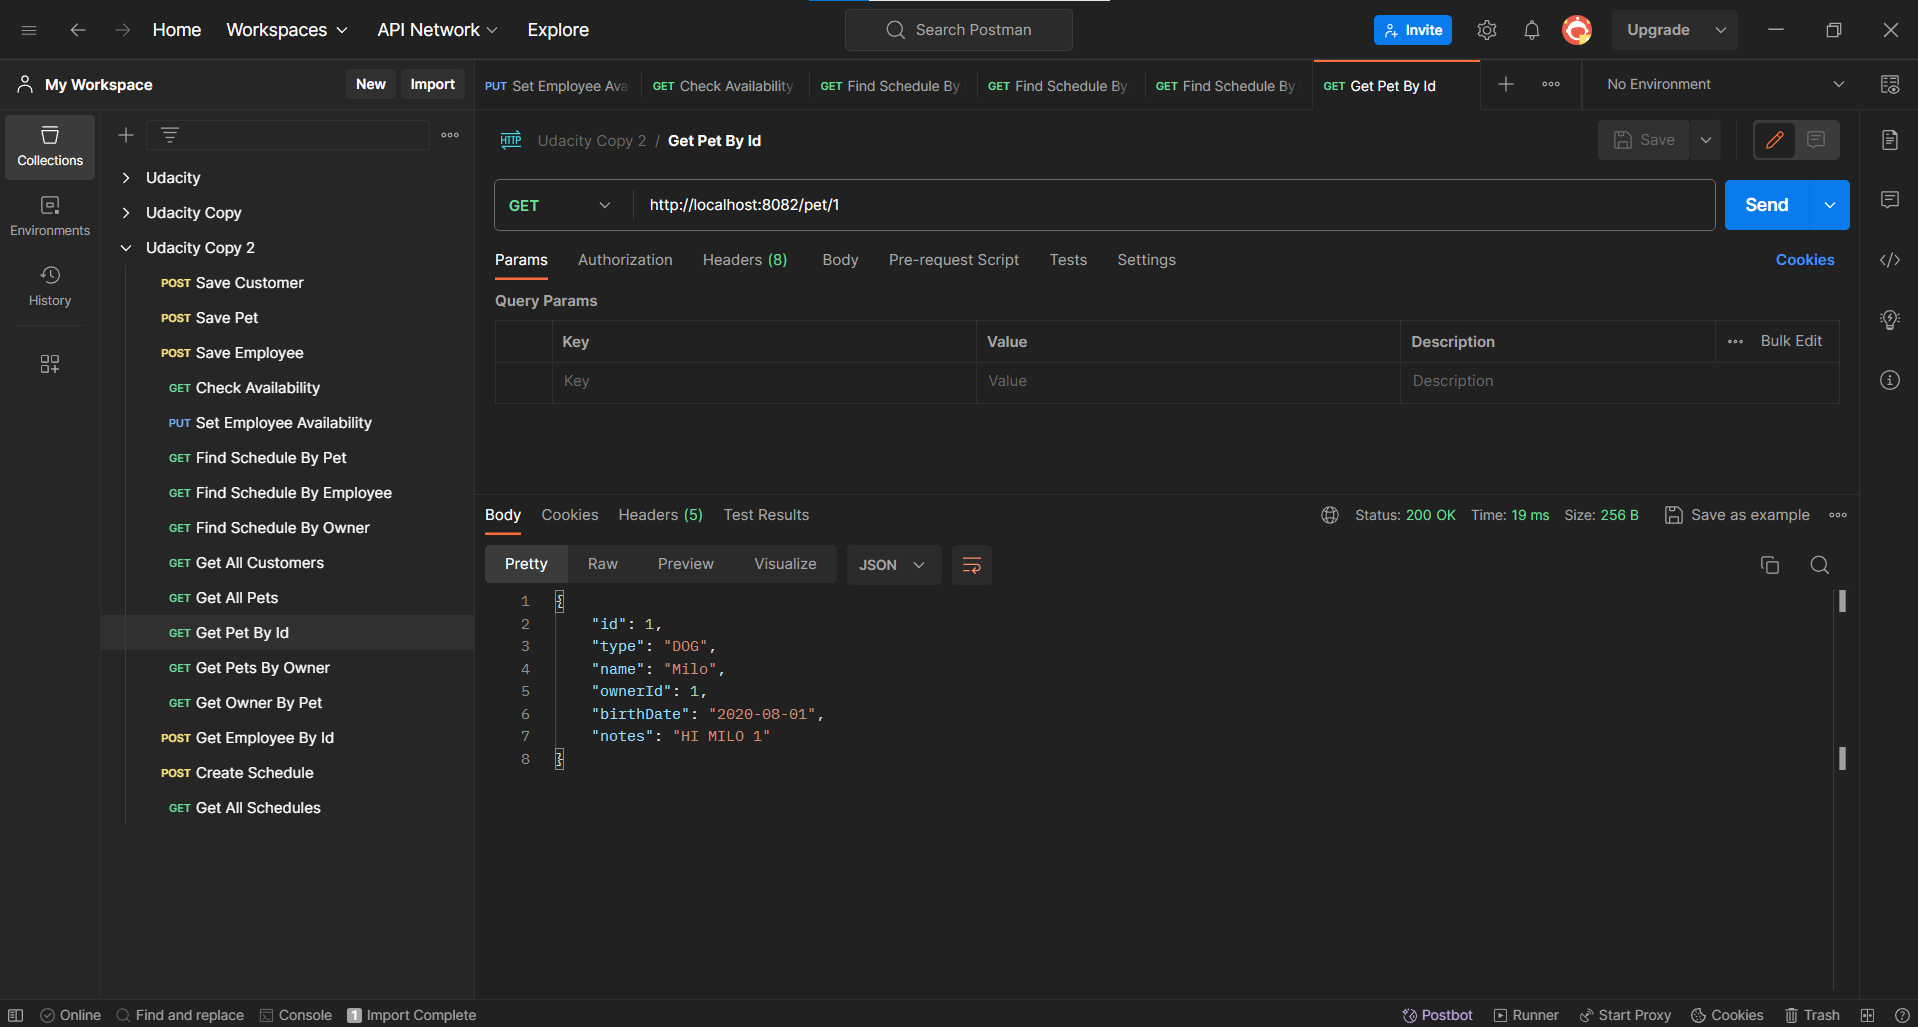 Home Workspaces API Network Explore Search Postman Invite Upgrade
My Workspace New Import
PUT Set Employee Ava GET Check Availability GET Find Schedule By GET Find Schedule By GET Find Schedule By GET Get Pet By Id No Environment
Collections
Environments
History
Udacity
Udacity Copy
Udacity Copy 2
POST Save Customer
POST Save Pet
POST Save Employee
GET Check Availability
PUT Set Employee Availability
GET Find Schedule By Pet
GET Find Schedule By Employee
GET Find Schedule By Owner
GET Get All Customers
GET Get All Pets
GET Get Pet By Id
GET Get Pets By Owner
GET Get Owner By Pet
POST Get Employee By Id
POST Create Schedule
GET Get All Schedules
HTTP Udacity Copy 2 / Get Pet By Id Save
GET http://localhost:8082/pet/1 Send
Params Authorization Headers (8) Body Pre-request Script Tests Settings Cookies
Query Params
Key Value Description Bulk Edit
Key Value Description
Body Cookies Headers (5) Test Results Status: 200 OK Time: 19 ms Size: 256 B Save as example
Pretty Raw Preview Visualize JSON
1 {
2 "id": 1,
3 "type": "DOG",
4 "name": "Milo",
5 "ownerId": 1,
6 "birthDate": "2020-08-01",
7 "notes": "HI MILO 1"
8 }
Online Find and replace Console 1 Import Complete Postbot Runner Start Proxy Cookies Trash